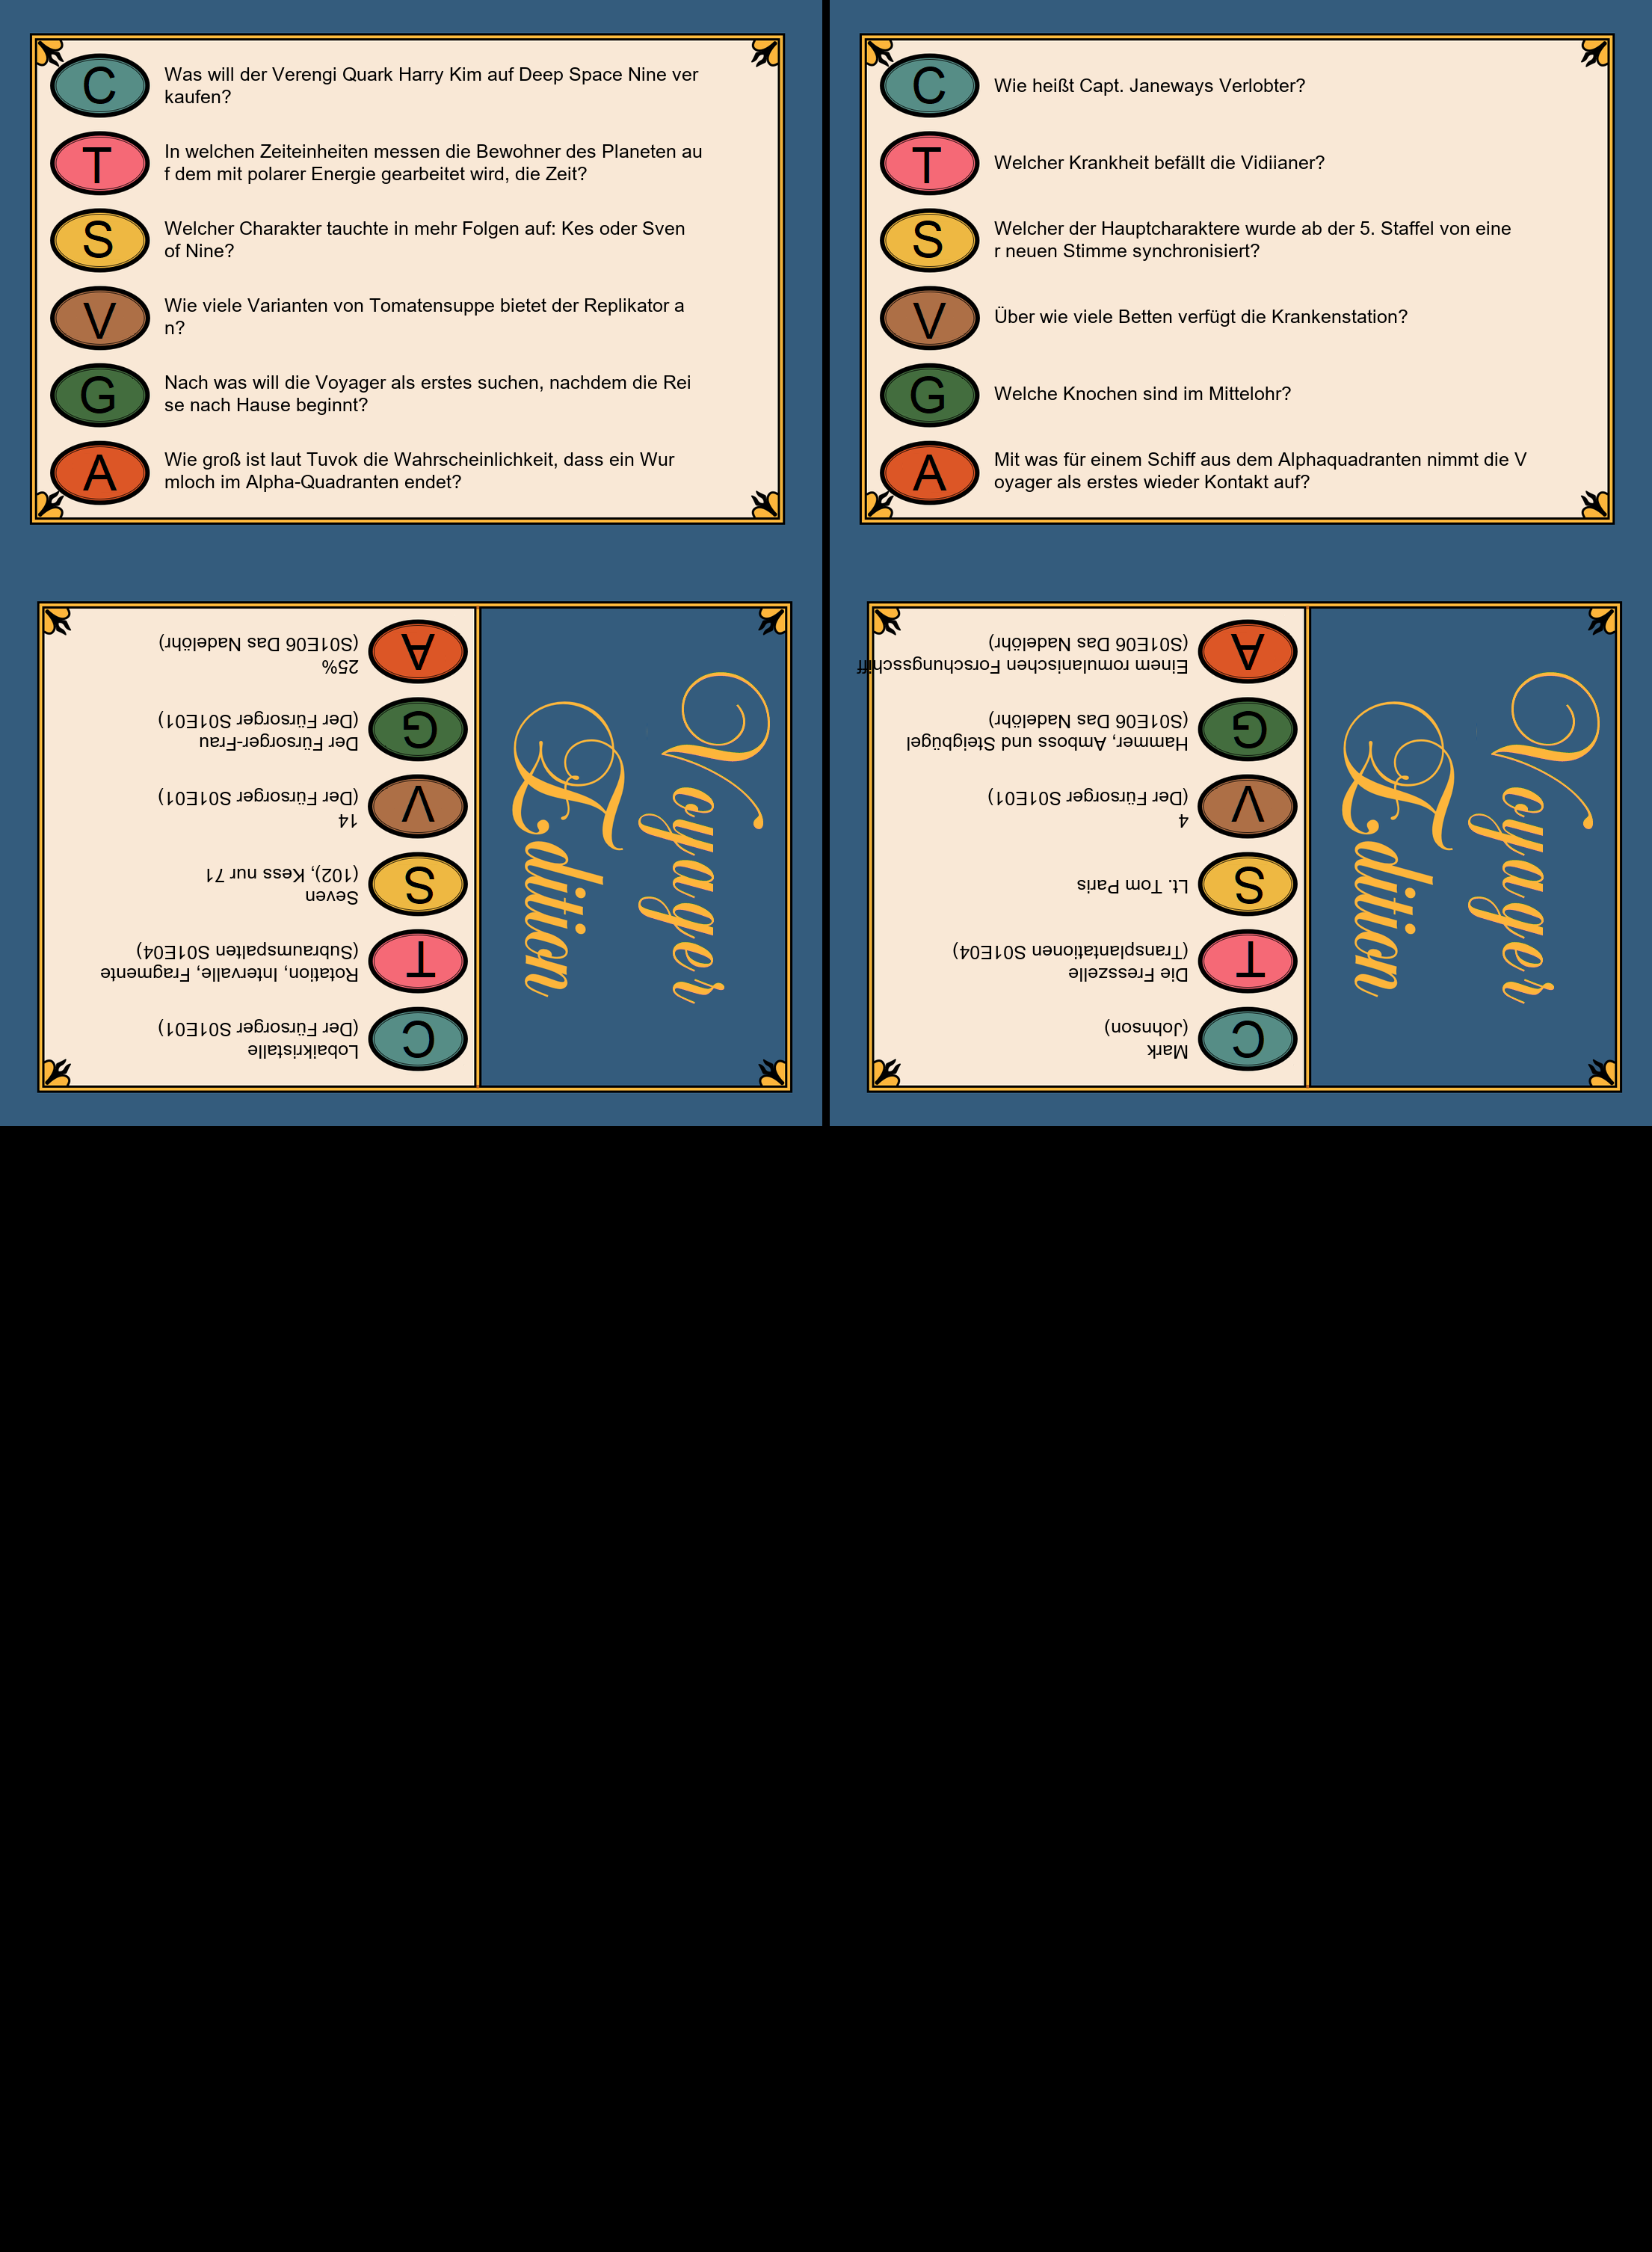 C
Was will der Verengi Quark Harry Kim auf Deep Space Nine ver
kaufen?
T
In welchen Zeiteinheiten messen die Bewohner des Planeten au
f dem mit polarer Energie gearbeitet wird, die Zeit?
S
Welcher Charakter tauchte in mehr Folgen auf: Kes oder Sven
of Nine?
V
Wie viele Varianten von Tomatensuppe bietet der Replikator a
n?
G
Nach was will die Voyager als erstes suchen, nachdem die Rei
se nach Hause beginnt?
A
Wie groß ist laut Tuvok die Wahrscheinlichkeit, dass ein Wur
mloch im Alpha-Quadranten endet?
C
Wie heißt Capt. Janeways Verlobter?
T
Welcher Krankheit befällt die Vidiianer?
S
Welcher der Hauptcharaktere wurde ab der 5. Staffel von eine
r neuen Stimme synchronisiert?
V
Über wie viele Betten verfügt die Krankenstation?
G
Welche Knochen sind im Mittelohr?
A
Mit was für einem Schiff aus dem Alphaquadranten nimmt die V
oyager als erstes wieder Kontakt auf?
Voyager
Edition
C
Lobaikristalle
(Der Fürsorger S01E01)
T
Rotation, Intervalle, Fragmente
(Subraumspalten S01E04)
S
Seven
(102), Kess nur 71
V
14
(Der Fürsorger S01E01)
G
Der Fürsorger-Frau
(Der Fürsorger S01E01)
A
25%
(S01E06 Das Nadelöhr)
Voyager
Edition
C
Mark
(Johnson)
T
Die Fresszelle
(Transplantationen S01E04)
S
Lt. Tom Paris
V
4
(Der Fürsorger S01E01)
G
Hammer, Amboss und Steigbügel
(S01E06 Das Nadelöhr)
A
Einem romulanischen Forschungsschiff
(S01E06 Das Nadelöhr)